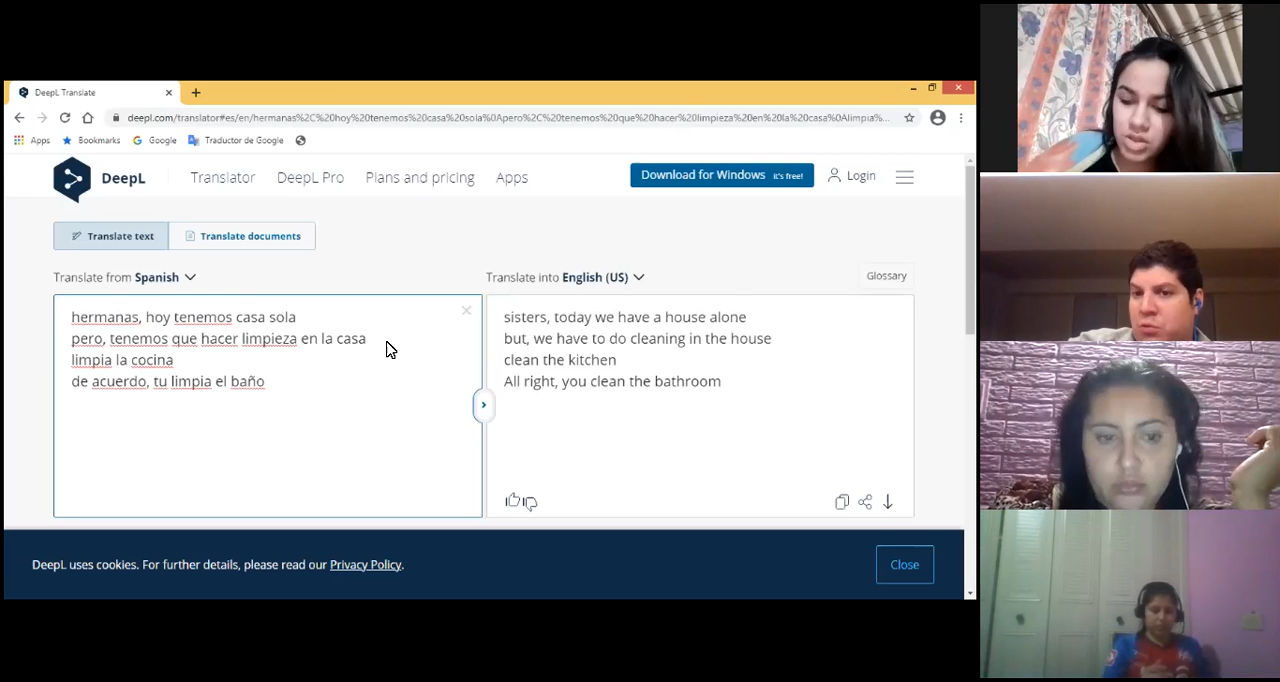 DeepL Translate
deepl.com/translator#es/en/hermanas%2C%20hoy%20tenemos%20casa%20sola%0Apero%2C%20tenemos%20que%20hacer%20limpieza%20en%20la%20casa%0Alimpia%...
Apps Bookmarks Google Traductor de Google
DeepL Translator DeepL Pro Plans and pricing Apps Download for Windows It's free! Login
Translate text Translate documents
Translate from Spanish
hermanas, hoy tenemos casa sola
pero, tenemos que hacer limpieza en la casa
limpia la cocina
de acuerdo, tu limpia el baño
Translate into English (US) Glossary
sisters, today we have a house alone
but, we have to do cleaning in the house
clean the kitchen
All right, you clean the bathroom
DeepL uses cookies. For further details, please read our Privacy Policy. Close